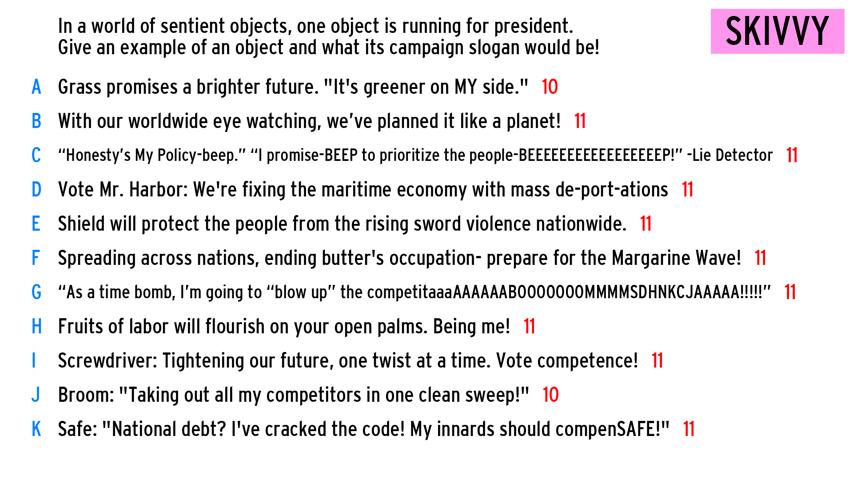 In a world of sentient objects, one object is running for president.
Give an example of an object and what its campaign slogan would be!
SKIVVY
A Grass promises a brighter future. "It's greener on MY side." 10
B With our worldwide eye watching, we’ve planned it like a planet! 11
C “Honesty’s My Policy-beep.” “I promise-BEEP to prioritize the people-BEEEEEEEEEEEEEEEEEP!” -Lie Detector 11
D Vote Mr. Harbor: We're fixing the maritime economy with mass de-port-ations 11
E Shield will protect the people from the rising sword violence nationwide. 11
F Spreading across nations, ending butter's occupation- prepare for the Margarine Wave! 11
G “As a time bomb, I’m going to “blow up” the competitaaaAAAAAABOOOOOOOMMMMSDHNKCJAAAAA!!!!!” 11
H Fruits of labor will flourish on your open palms. Being me! 11
I Screwdriver: Tightening our future, one twist at a time. Vote competence! 11
J Broom: "Taking out all my competitors in one clean sweep!" 10
K Safe: "National debt? I've cracked the code! My innards should compenSAFE!" 11